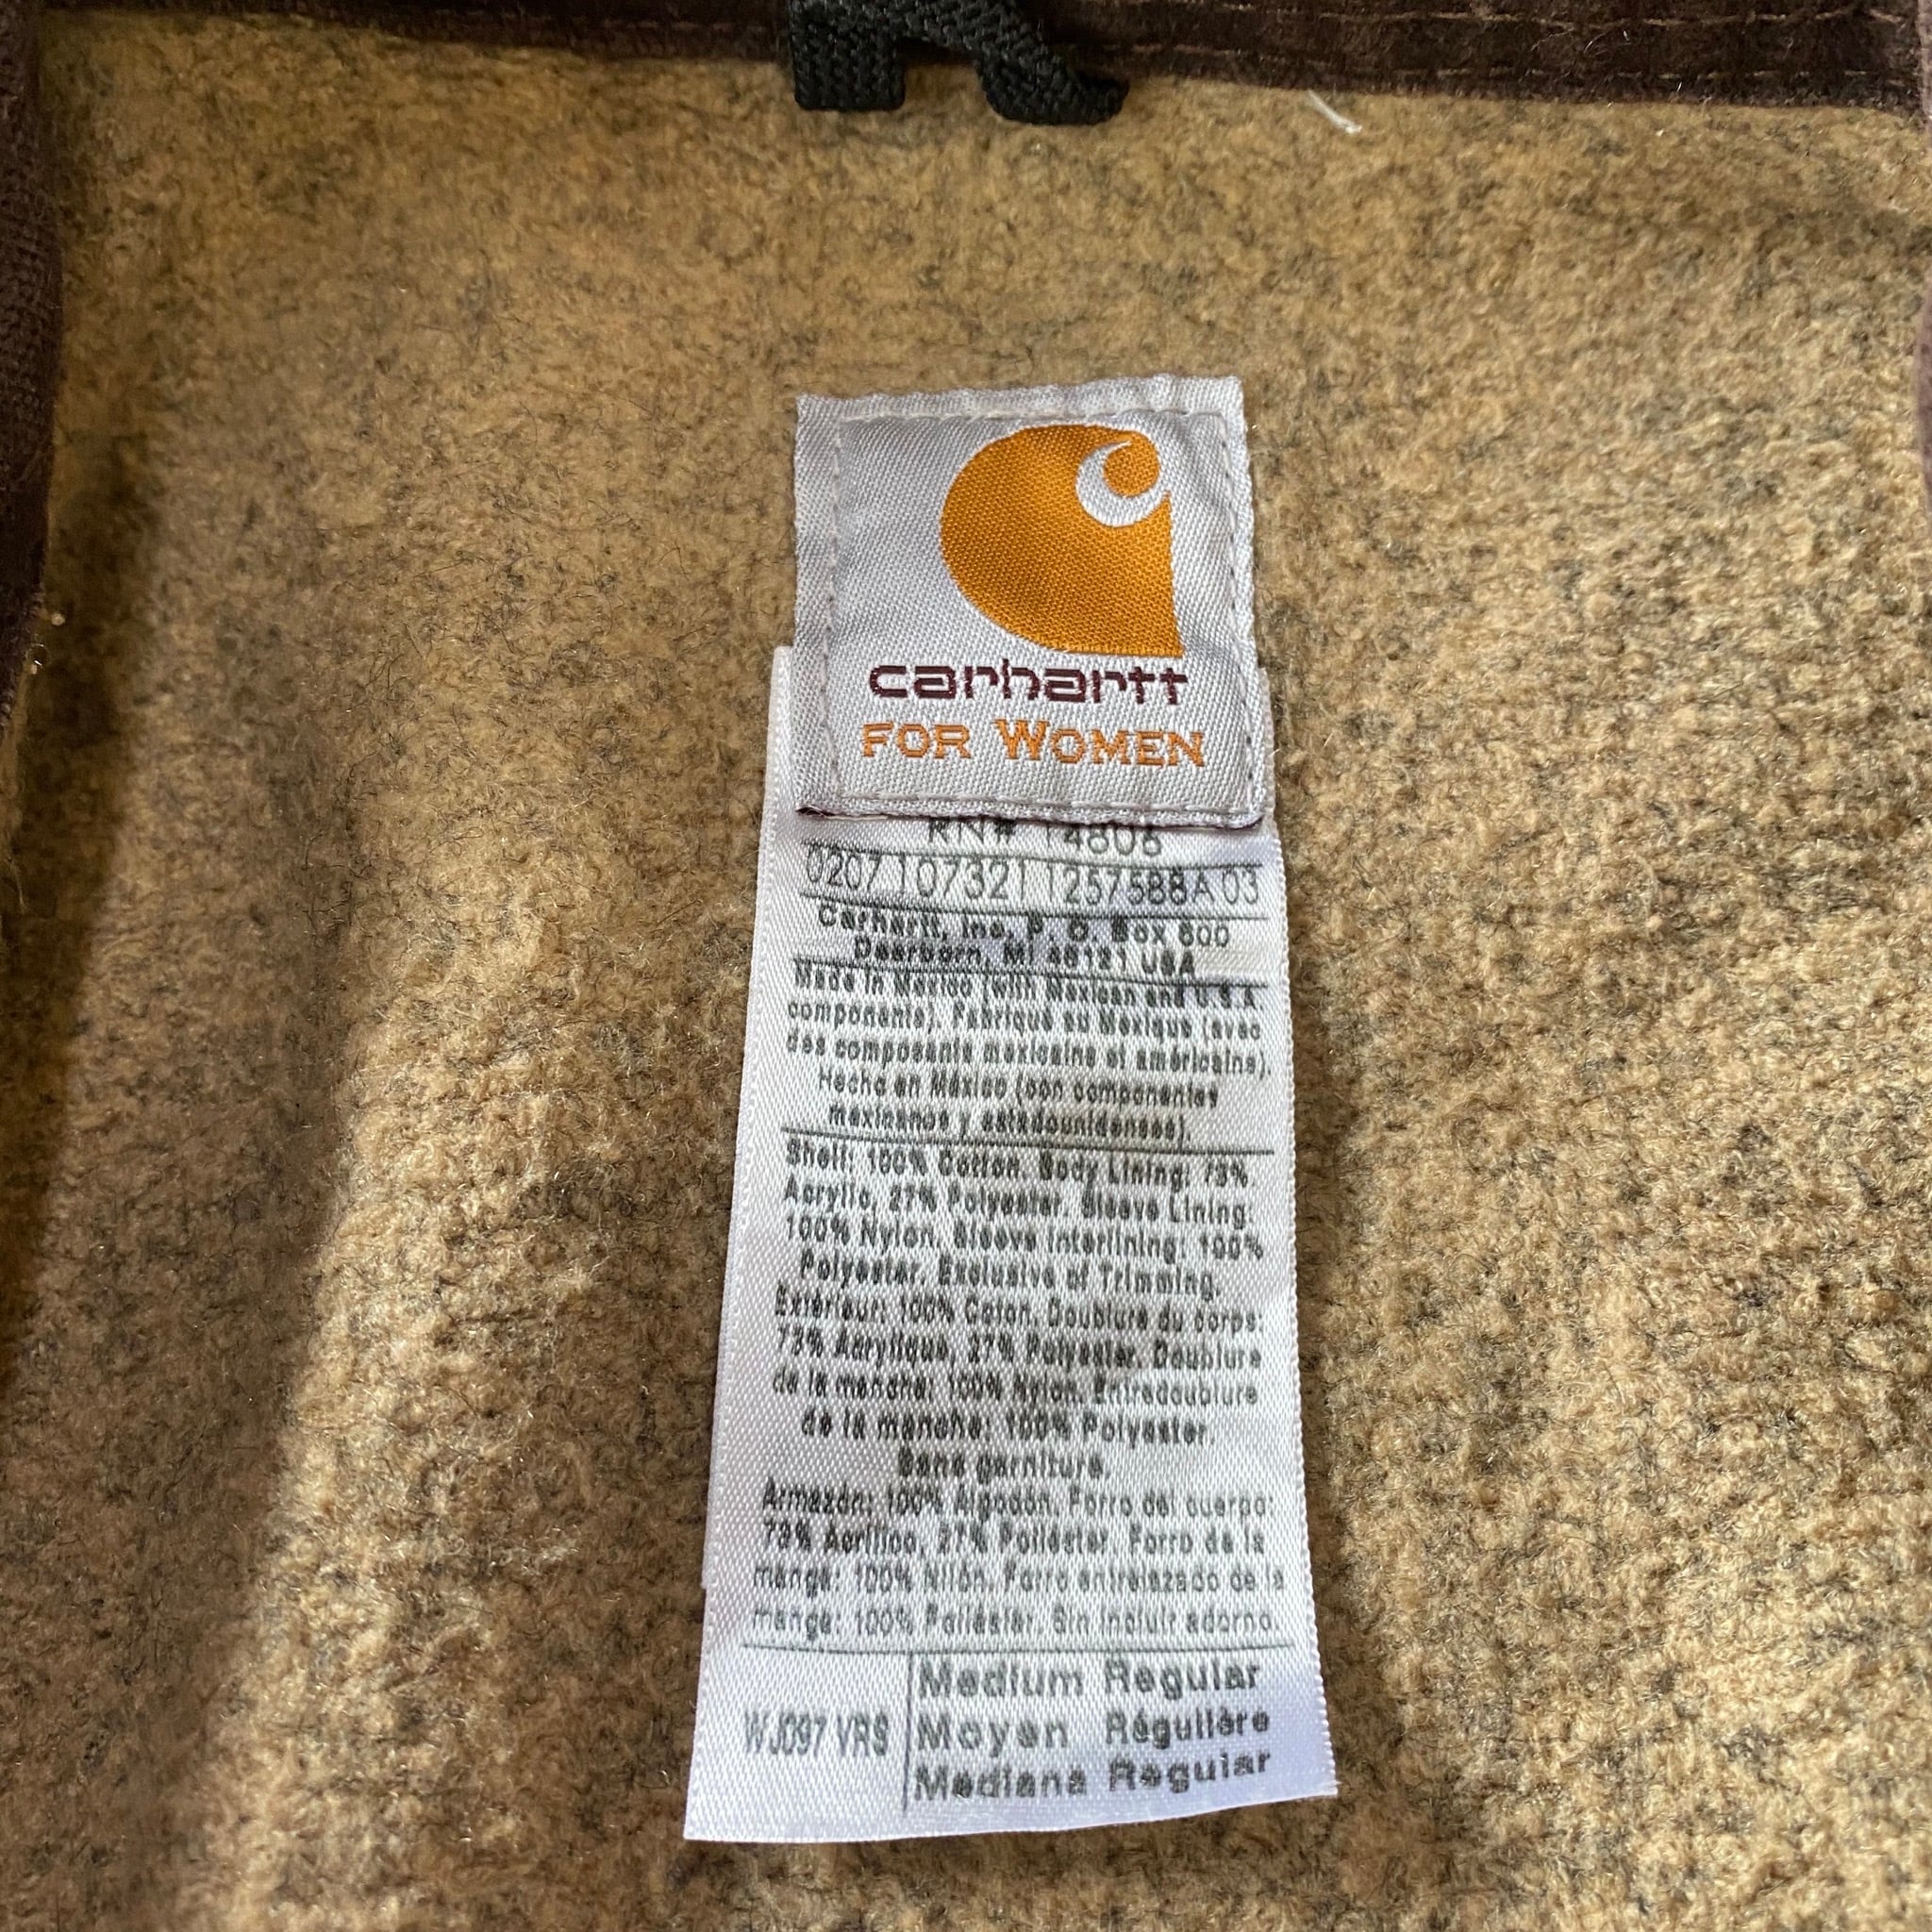 carhartt
FOR WOMEN
RN# 14806
0207 107321 1257588A 03
Carhartt, Inc. P. O. Box 600
Dearborn, MI 48121 USA
Made in Mexico (with Mexican and U.S.A.
components). Fabriqué au Mexique (avec
des composants mexicains et américains).
Hecho en México (con componentes
mexicanos y estadounidenses).
Shell: 100% Cotton. Body Lining: 73%
Acrylic, 27% Polyester. Sleeve Lining:
100% Nylon. Sleeve Interlining: 100%
Polyester. Exclusive of Trimming.
Extérieur: 100% Coton. Doublure du corps:
73% Acrylique, 27% Polyester. Doublure
de la manche: 100% Nylon. Entredoublure
de la manche: 100% Polyester.
Sans garniture.
Armazón: 100% Algodón. Forro del cuerpo:
73% Acrílico, 27% Poliéster. Forro de la
manga: 100% Nilón. Forro entrelazado de la
manga: 100% Poliéster. Sin incluir adorno.
WJ097 VRS
Medium Regular
Moyen Régulière
Mediana Regular